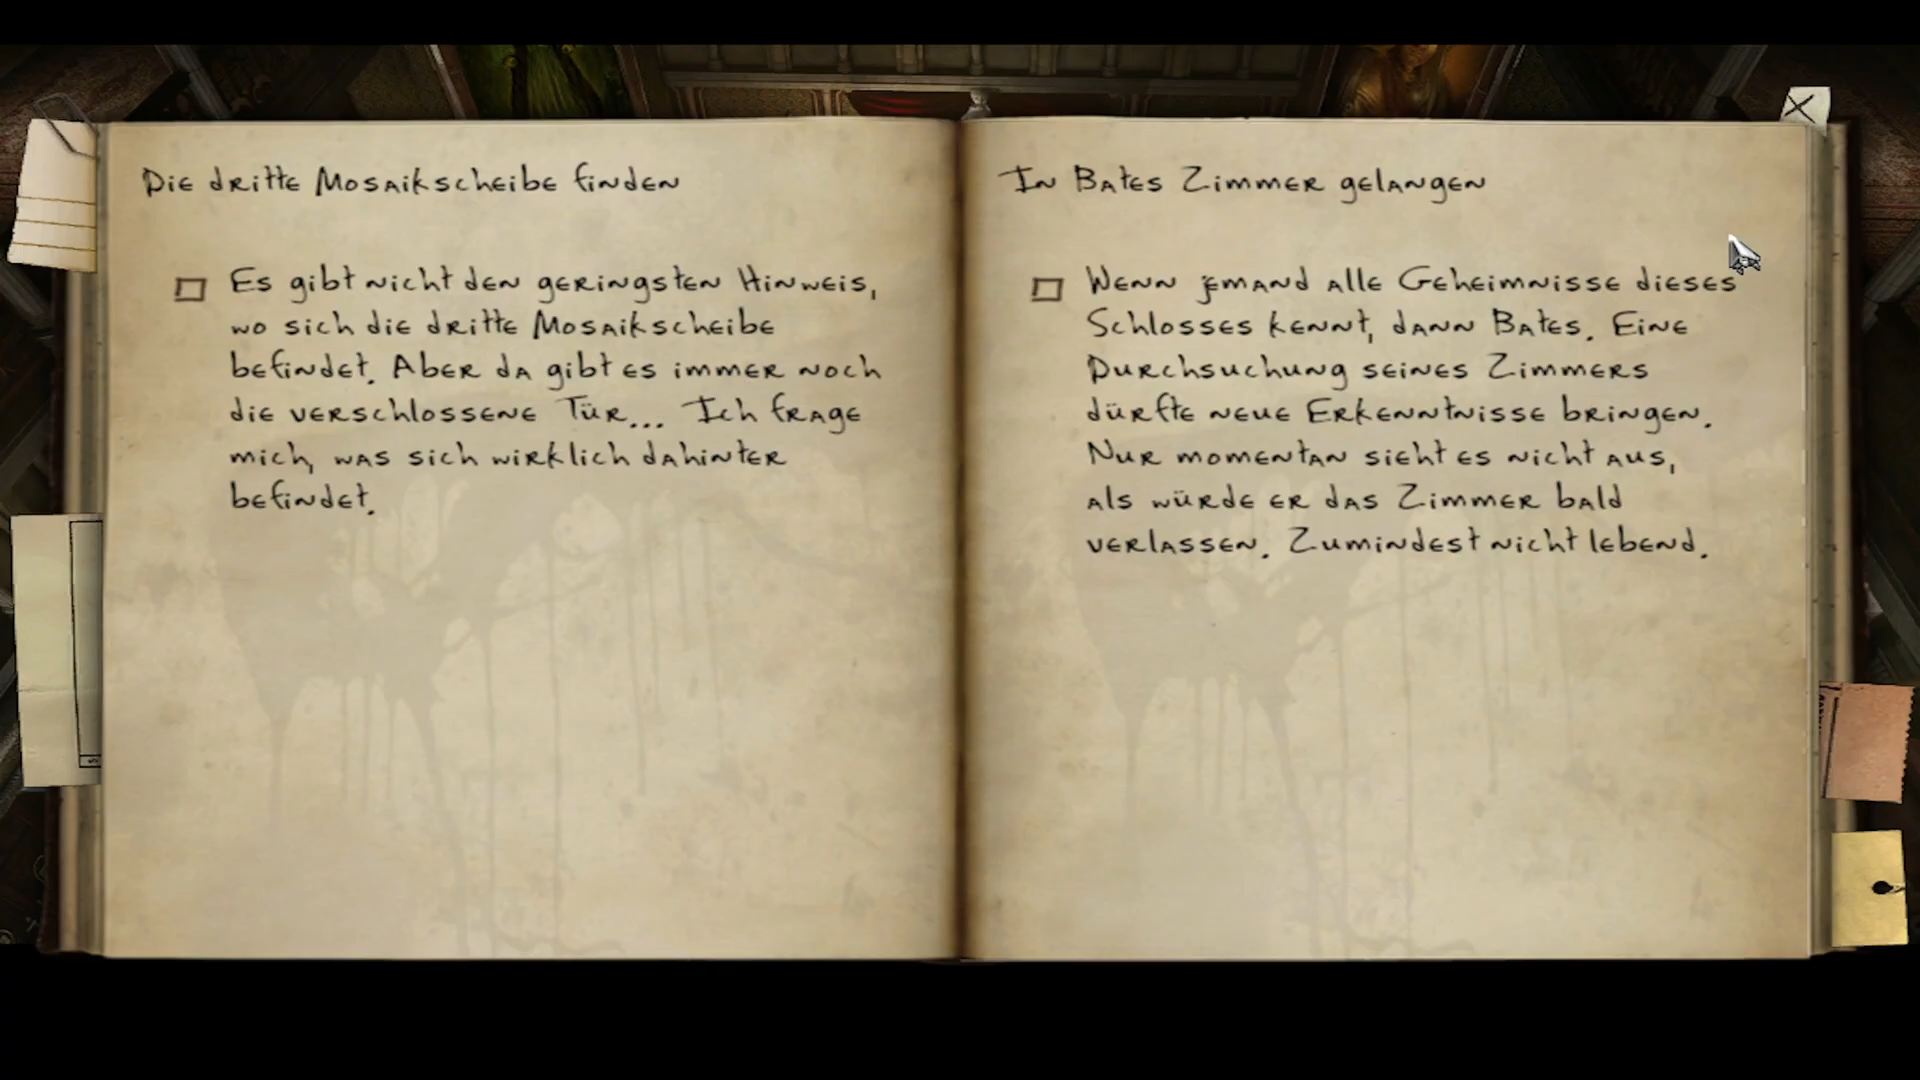 Die dritte Mosaikscheibe finden
Es gibt nicht den geringsten Hinweis,
wo sich die dritte Mosaikscheibe
befindet. Aber da gibt es immer noch
die verschlossene Tür... Ich frage
mich, was sich wirklich dahinter
befindet.
In Bates Zimmer gelangen
Wenn jemand alle Geheimnisse dieses
Schlosses kennt, dann Bates. Eine
Durchsuchung seines Zimmers
dürfte neue Erkenntnisse bringen.
Nur momentan sieht es nicht aus,
als würde er das Zimmer bald
verlassen. Zumindest nicht lebend.